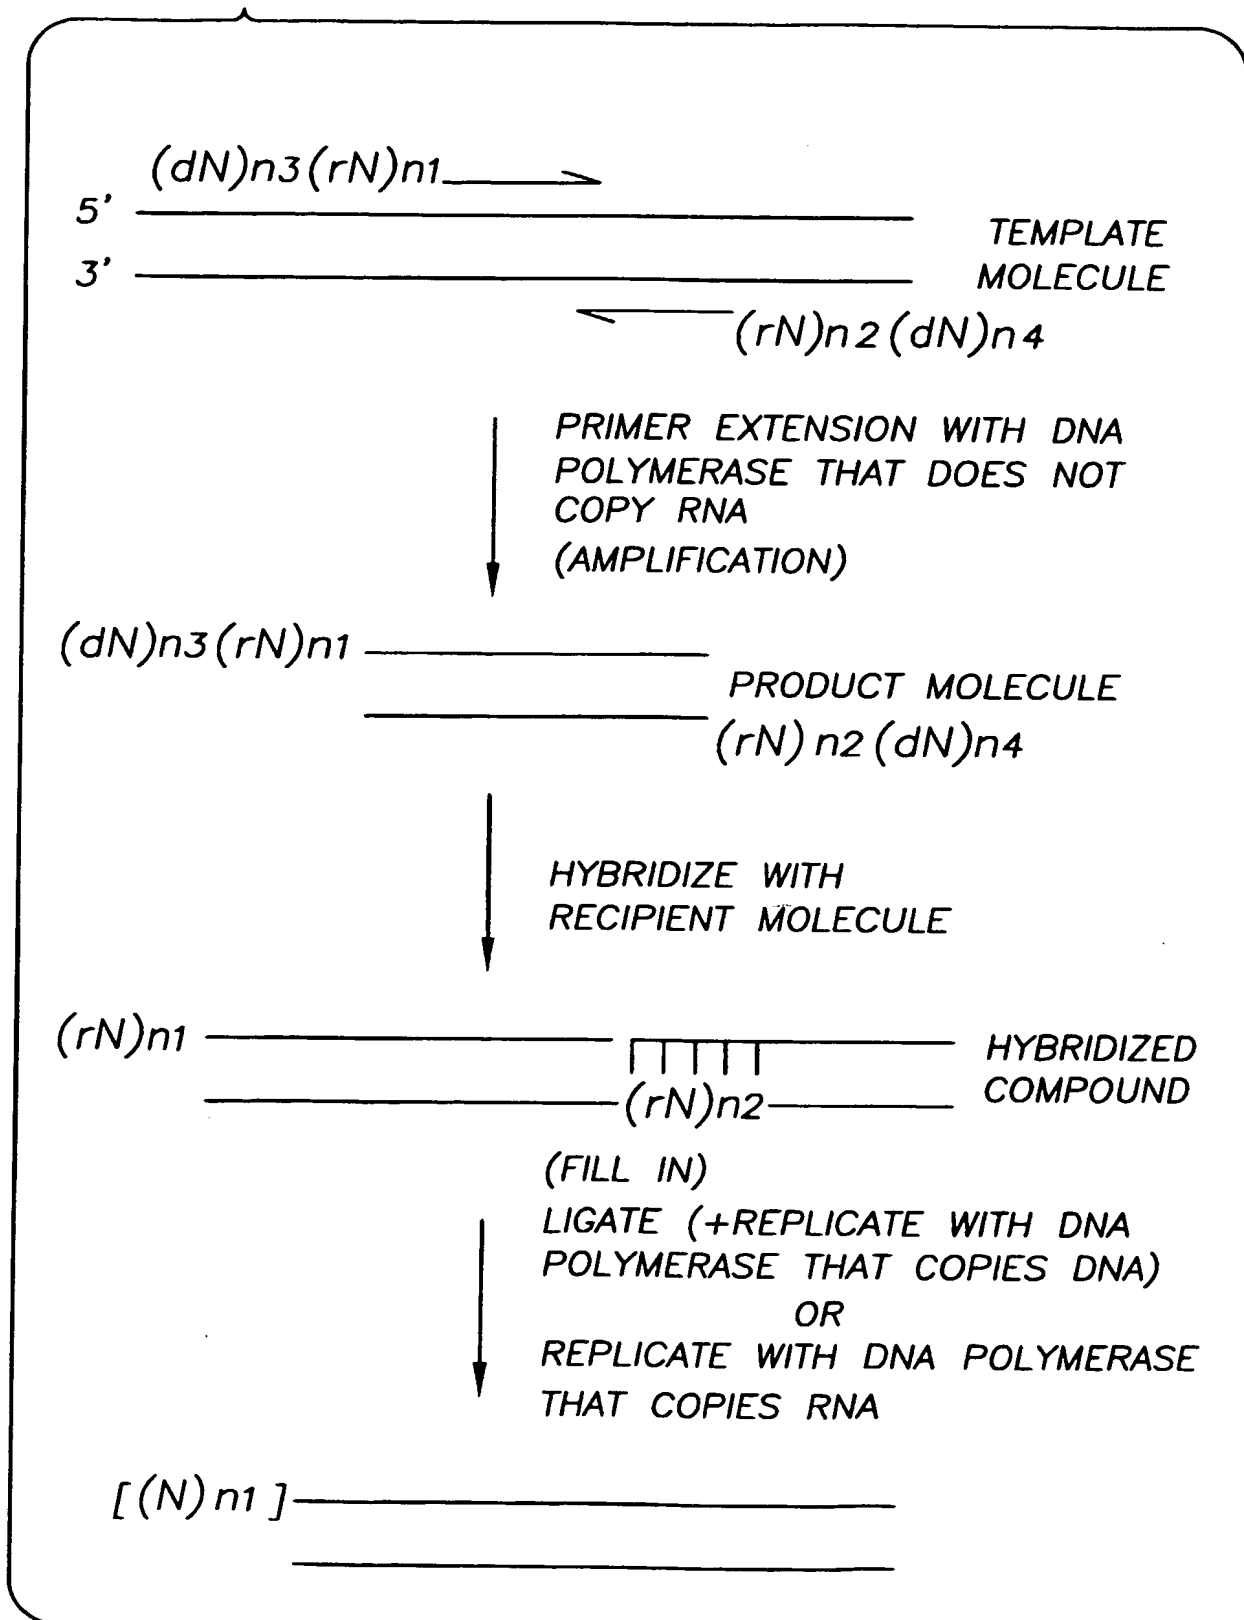 (dN)n3(rN)n1
5'
TEMPLATE
3'
MOLECULE
(rN)n2(dN)n4
PRIMER EXTENSION WITH DNA
POLYMERASE THAT DOES NOT
COPY RNA
(AMPLIFICATION)
(dN)n3(rN)n1
PRODUCT MOLECULE
(rN)n2(dN)n4
HYBRIDIZE WITH
RECIPIENT MOLECULE
(rN)n1
HYBRIDIZED
COMPOUND
(rN)n2
(FILL IN)
LIGATE (+REPLICATE WITH DNA
POLYMERASE THAT COPIES DNA)
OR
REPLICATE WITH DNA POLYMERASE
THAT COPIES RNA
[(N)n1]